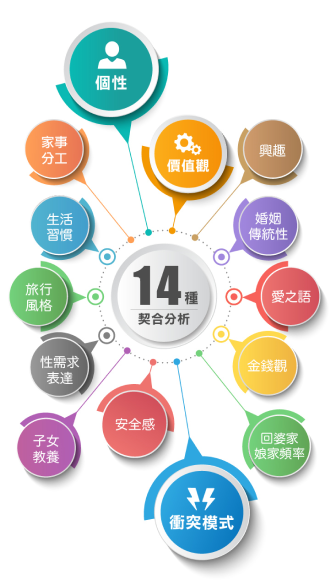 個性
家事
分工
價值觀
興趣
生活
習慣
婚姻
傳統性
旅行
風格
14種
契合分析
愛之語
性需求
表達
金錢觀
安全感
子女
教養
回婆家
娘家頻率
衝突模式